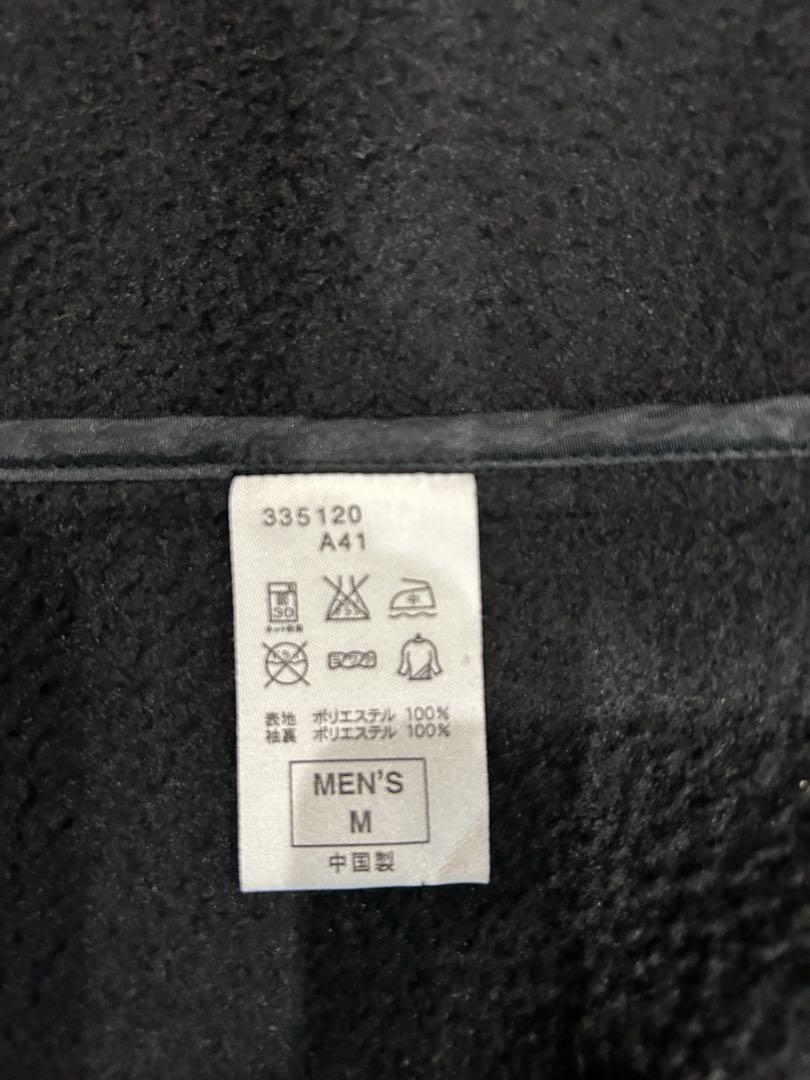 335120
A41
中
表地 ポリエステル 100%
袖裏 ポリエステル 100%
MEN'S
M
中国製